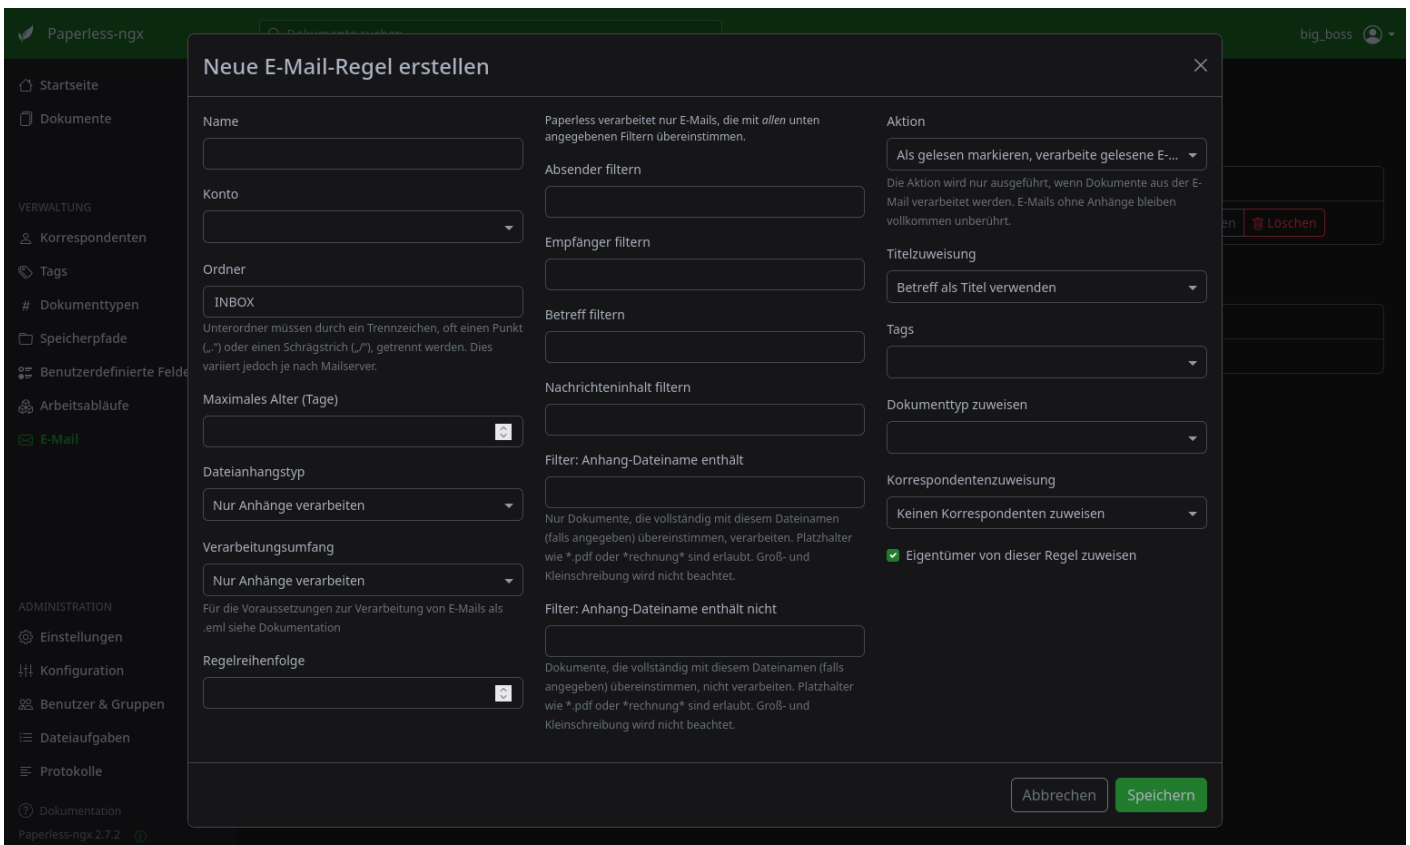 Paperless-ngx
big_boss
Startseite
Dokumente
VERWALTUNG
Korrespondenten
Tags
# Dokumenttypen
Speicherpfade
Benutzerdefinierte Felde
Arbeitsabläufe
E-Mail
ADMINISTRATION
Einstellungen
Konfiguration
Benutzer & Gruppen
Dateiaufgaben
Protokolle
Dokumentation
Paperless-ngx 2.7.2
Neue E-Mail-Regel erstellen
Name
Konto
Ordner
INBOX
Unterordner müssen durch ein Trennzeichen, oft einen Punkt
(„.“) oder einen Schrägstrich („/“), getrennt werden. Dies
variiert jedoch je nach Mailserver.
Maximales Alter (Tage)
Dateianhangstyp
Nur Anhänge verarbeiten
Verarbeitungsumfang
Nur Anhänge verarbeiten
Für die Voraussetzungen zur Verarbeitung von E-Mails als
.eml siehe Dokumentation
Regelreihenfolge
Paperless verarbeitet nur E-Mails, die mit allen unten
angegebenen Filtern übereinstimmen.
Absender filtern
Empfänger filtern
Betreff filtern
Nachrichteninhalt filtern
Filter: Anhang-Dateiname enthält
Nur Dokumente, die vollständig mit diesem Dateinamen
(falls angegeben) übereinstimmen, verarbeiten. Platzhalter
wie *.pdf oder *rechnung* sind erlaubt. Groß- und
Kleinschreibung wird nicht beachtet.
Filter: Anhang-Dateiname enthält nicht
Dokumente, die vollständig mit diesem Dateinamen (falls
angegeben) übereinstimmen, nicht verarbeiten. Platzhalter
wie *.pdf oder *rechnung* sind erlaubt. Groß- und
Kleinschreibung wird nicht beachtet.
Aktion
Als gelesen markieren, verarbeite gelesene E-...
Die Aktion wird nur ausgeführt, wenn Dokumente aus der E-
Mail verarbeitet werden. E-Mails ohne Anhänge bleiben
vollkommen unberührt.
Titelzuweisung
Betreff als Titel verwenden
Tags
Dokumenttyp zuweisen
Korrespondentenzuweisung
Keinen Korrespondenten zuweisen
Eigentümer von dieser Regel zuweisen
en
Löschen
Abbrechen
Speichern